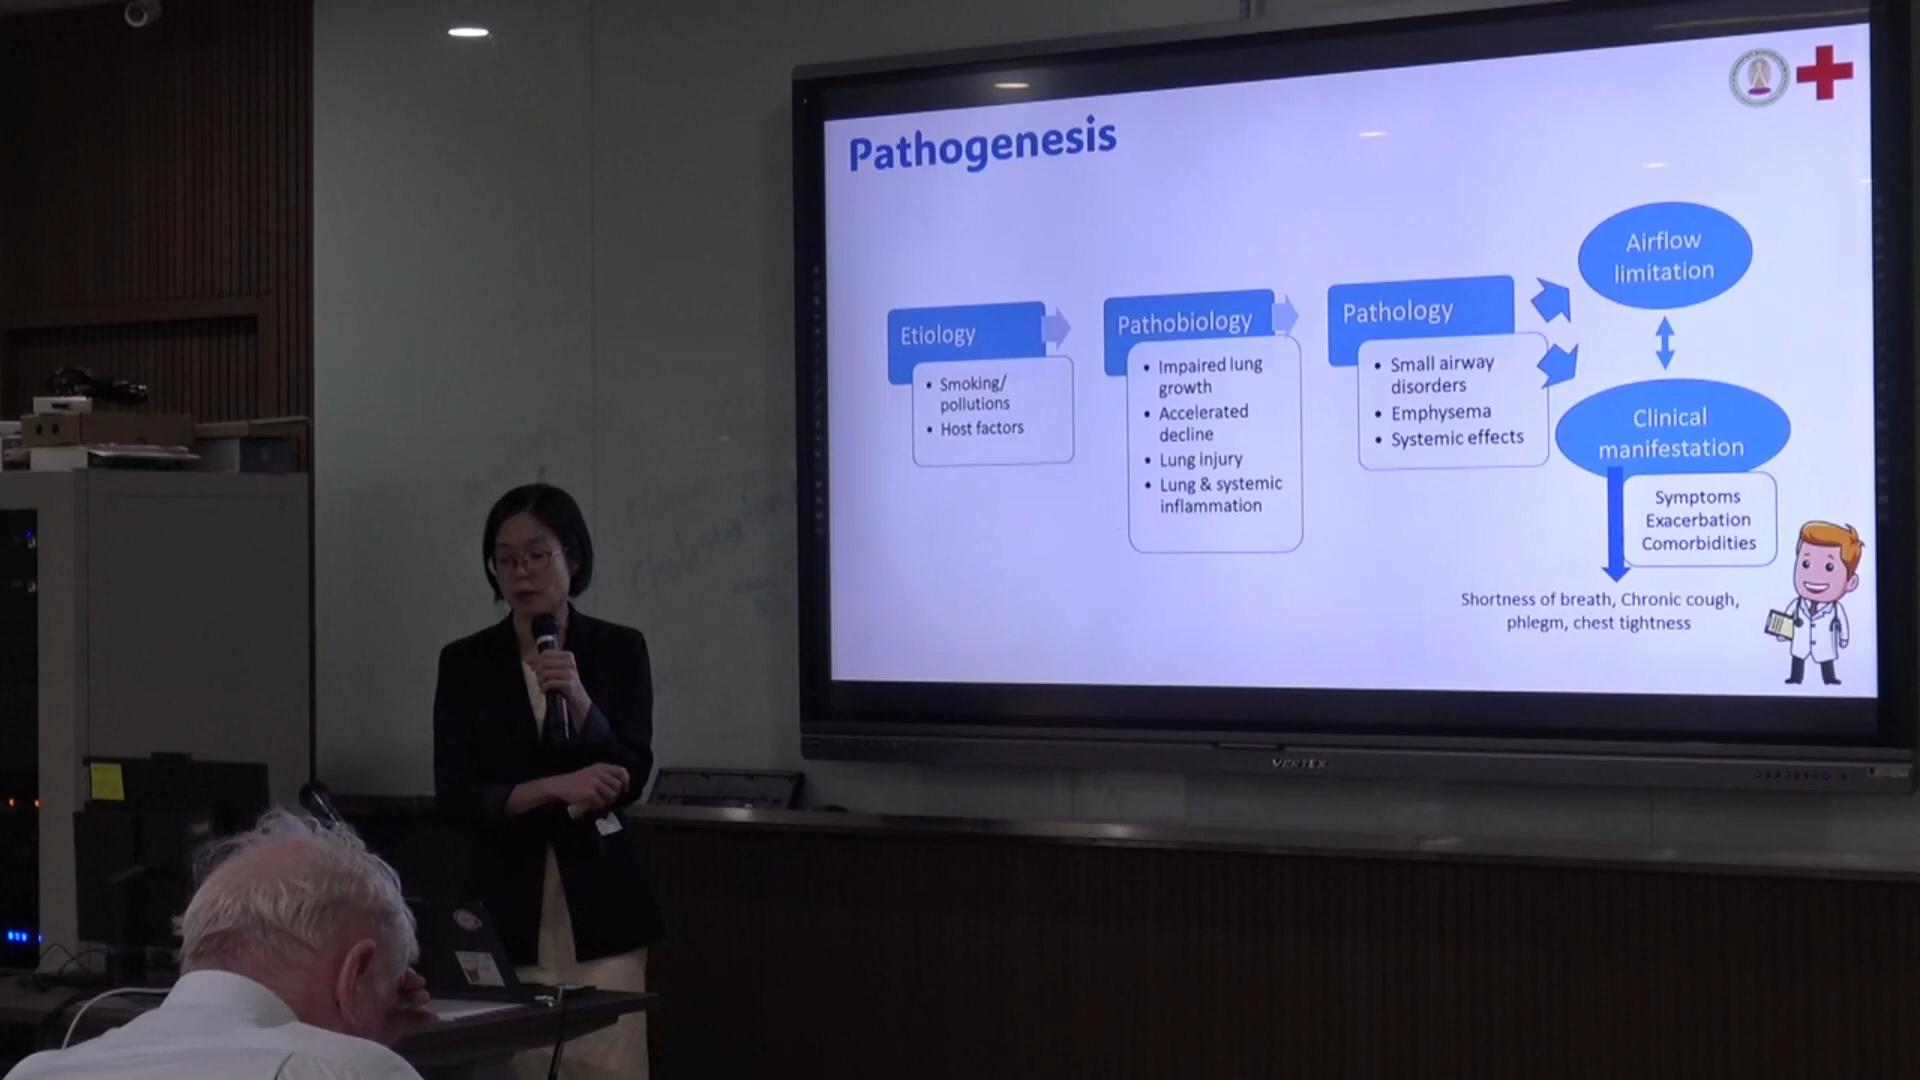 Pathogenesis
Etiology
• Smoking/
pollutions
• Host factors
Pathobiology
• Impaired lung
growth
• Accelerated
decline
• Lung injury
• Lung & systemic
inflammation
Pathology
• Small airway
disorders
• Emphysema
• Systemic effects
Airflow
limitation
Clinical
manifestation
Symptoms
Exacerbation
Comorbidities
Shortness of breath, Chronic cough,
phlegm, chest tightness
VERTEX